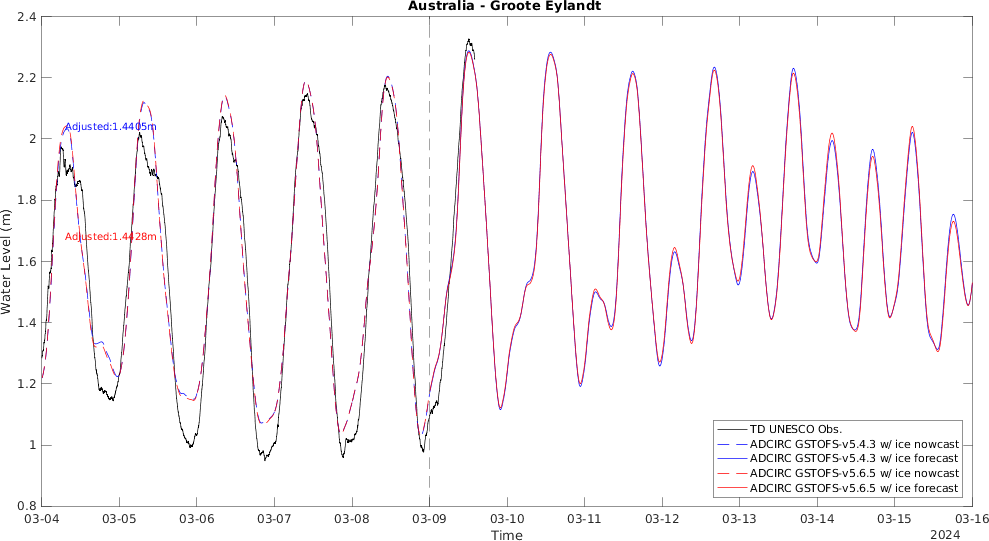 Australia - Groote Eylandt
2.4
2.2
2
1.8
1.6
1.4
1.2
1
0.8
Water Level (m)
Adjusted:1.4405m
Adjusted:1.4428m
TD UNESCO Obs.
ADCIRC GSTOFS-v5.4.3 w/ ice nowcast
ADCIRC GSTOFS-v5.4.3 w/ ice forecast
ADCIRC GSTOFS-v5.6.5 w/ ice nowcast
ADCIRC GSTOFS-v5.6.5 w/ ice forecast
03-04 03-05 03-06 03-07 03-08 03-09 03-10 03-11 03-12 03-13 03-14 03-15 03-16
Time
2024